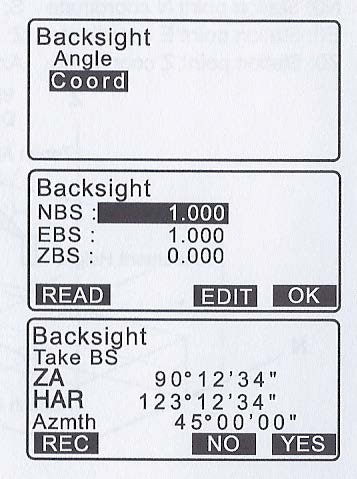 Backsight
Angle
Coord
Backsight
NBS : 1.000
EBS : 1.000
ZBS : 0.000
READ EDIT OK
Backsight
Take BS
ZA 90°12'34"
HAR 123°12'34"
Azmth 45°00'00"
REC NO YES